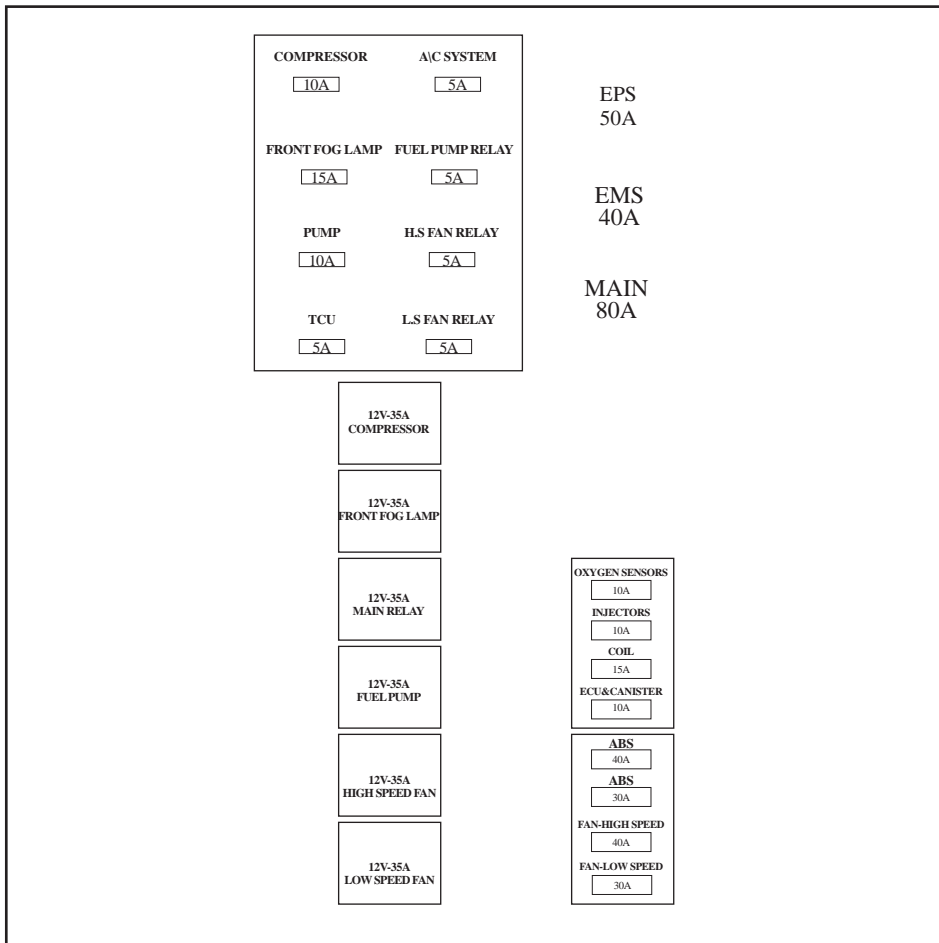 COMPRESSOR
A\C SYSTEM
10A
5A
FRONT FOG LAMP
FUEL PUMP RELAY
15A
5A
PUMP
H.S FAN RELAY
10A
5A
TCU
L.S FAN RELAY
5A
5A
EPS
50A
EMS
40A
MAIN
80A
12V-35A
COMPRESSOR
12V-35A
FRONT FOG LAMP
12V-35A
MAIN RELAY
12V-35A
FUEL PUMP
12V-35A
HIGH SPEED FAN
12V-35A
LOW SPEED FAN
OXYGEN SENSORS
10A
INJECTORS
10A
COIL
15A
ECU&CANISTER
10A
ABS
40A
ABS
30A
FAN-HIGH SPEED
40A
FAN-LOW SPEED
30A